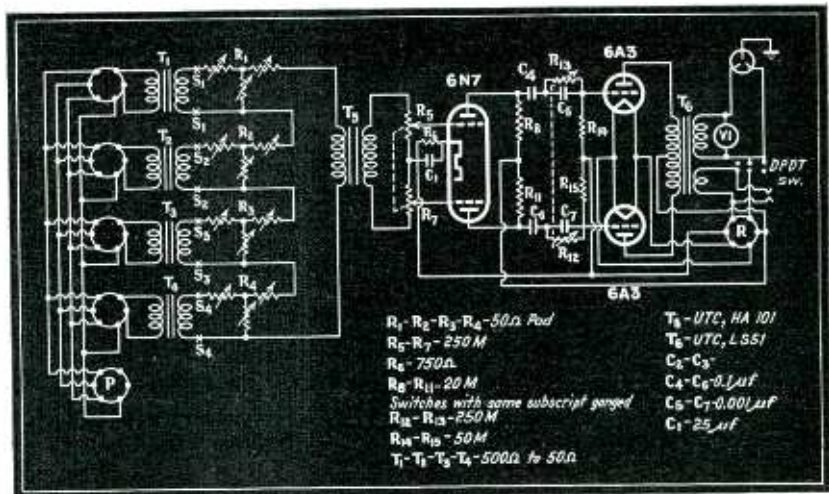 T₁
S₁
S₁
R₁
T₂
S₂
S₂
R₂
T₃
S₃
S₃
R₃
T₄
S₄
S₄
R₄
P
T₅
R₅
R₆
C₁
R₇
6N7
R₈
R₁₁
C₄
R₁₃
C₅
R₁₄
R₁₅
C₆
C₇
R₁₂
6A3
6A3
T₆
VI
DPDT
SW.
R
R₁-R₂-R₃-R₄-50Ω Pad
R₅-R₇-250M
R₆-750Ω
R₈-R₁₁-20M
Switches with same subscript ganged
R₁₂-R₁₃-250M
R₁₄-R₁₅-50M
T₁-T₂-T₃-T₄-500Ω to 50Ω
T₅-UTC, HA 101
T₆-UTC, LS51
C₂-C₃-
C₄-C₆-0.1μf
C₅-C₇-0.001μf
C₁-25μf